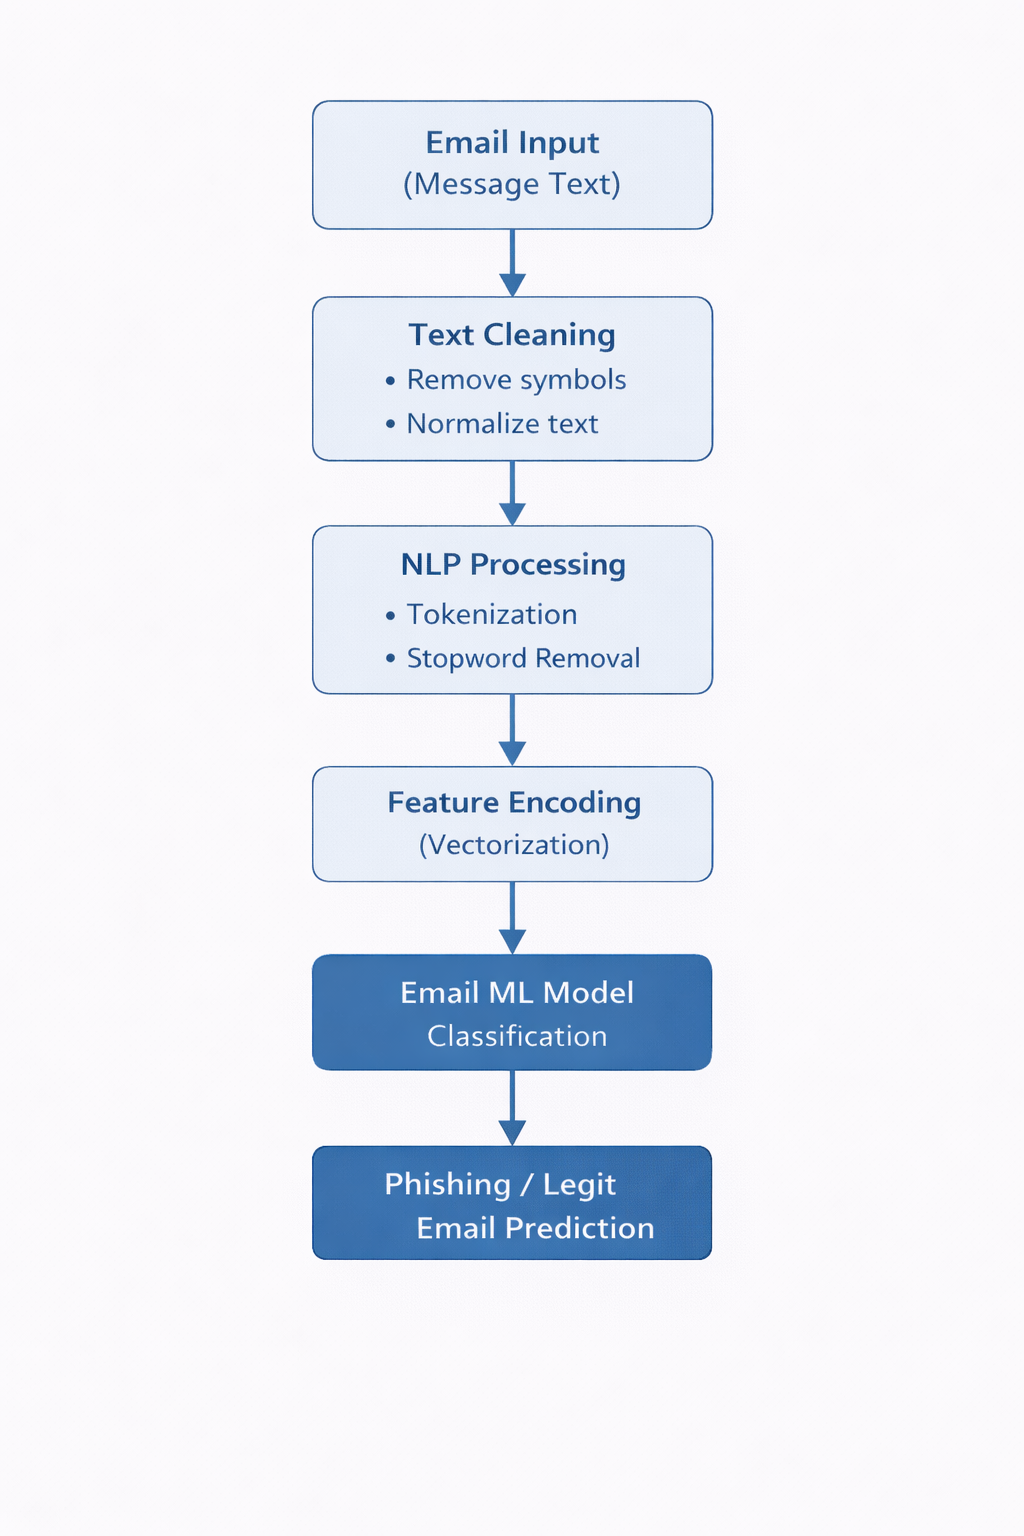 Email Input
(Message Text)
Text Cleaning
• Remove symbols
• Normalize text
NLP Processing
• Tokenization
• Stopword Removal
Feature Encoding
(Vectorization)
Email ML Model
Classification
Phishing / Legit
Email Prediction